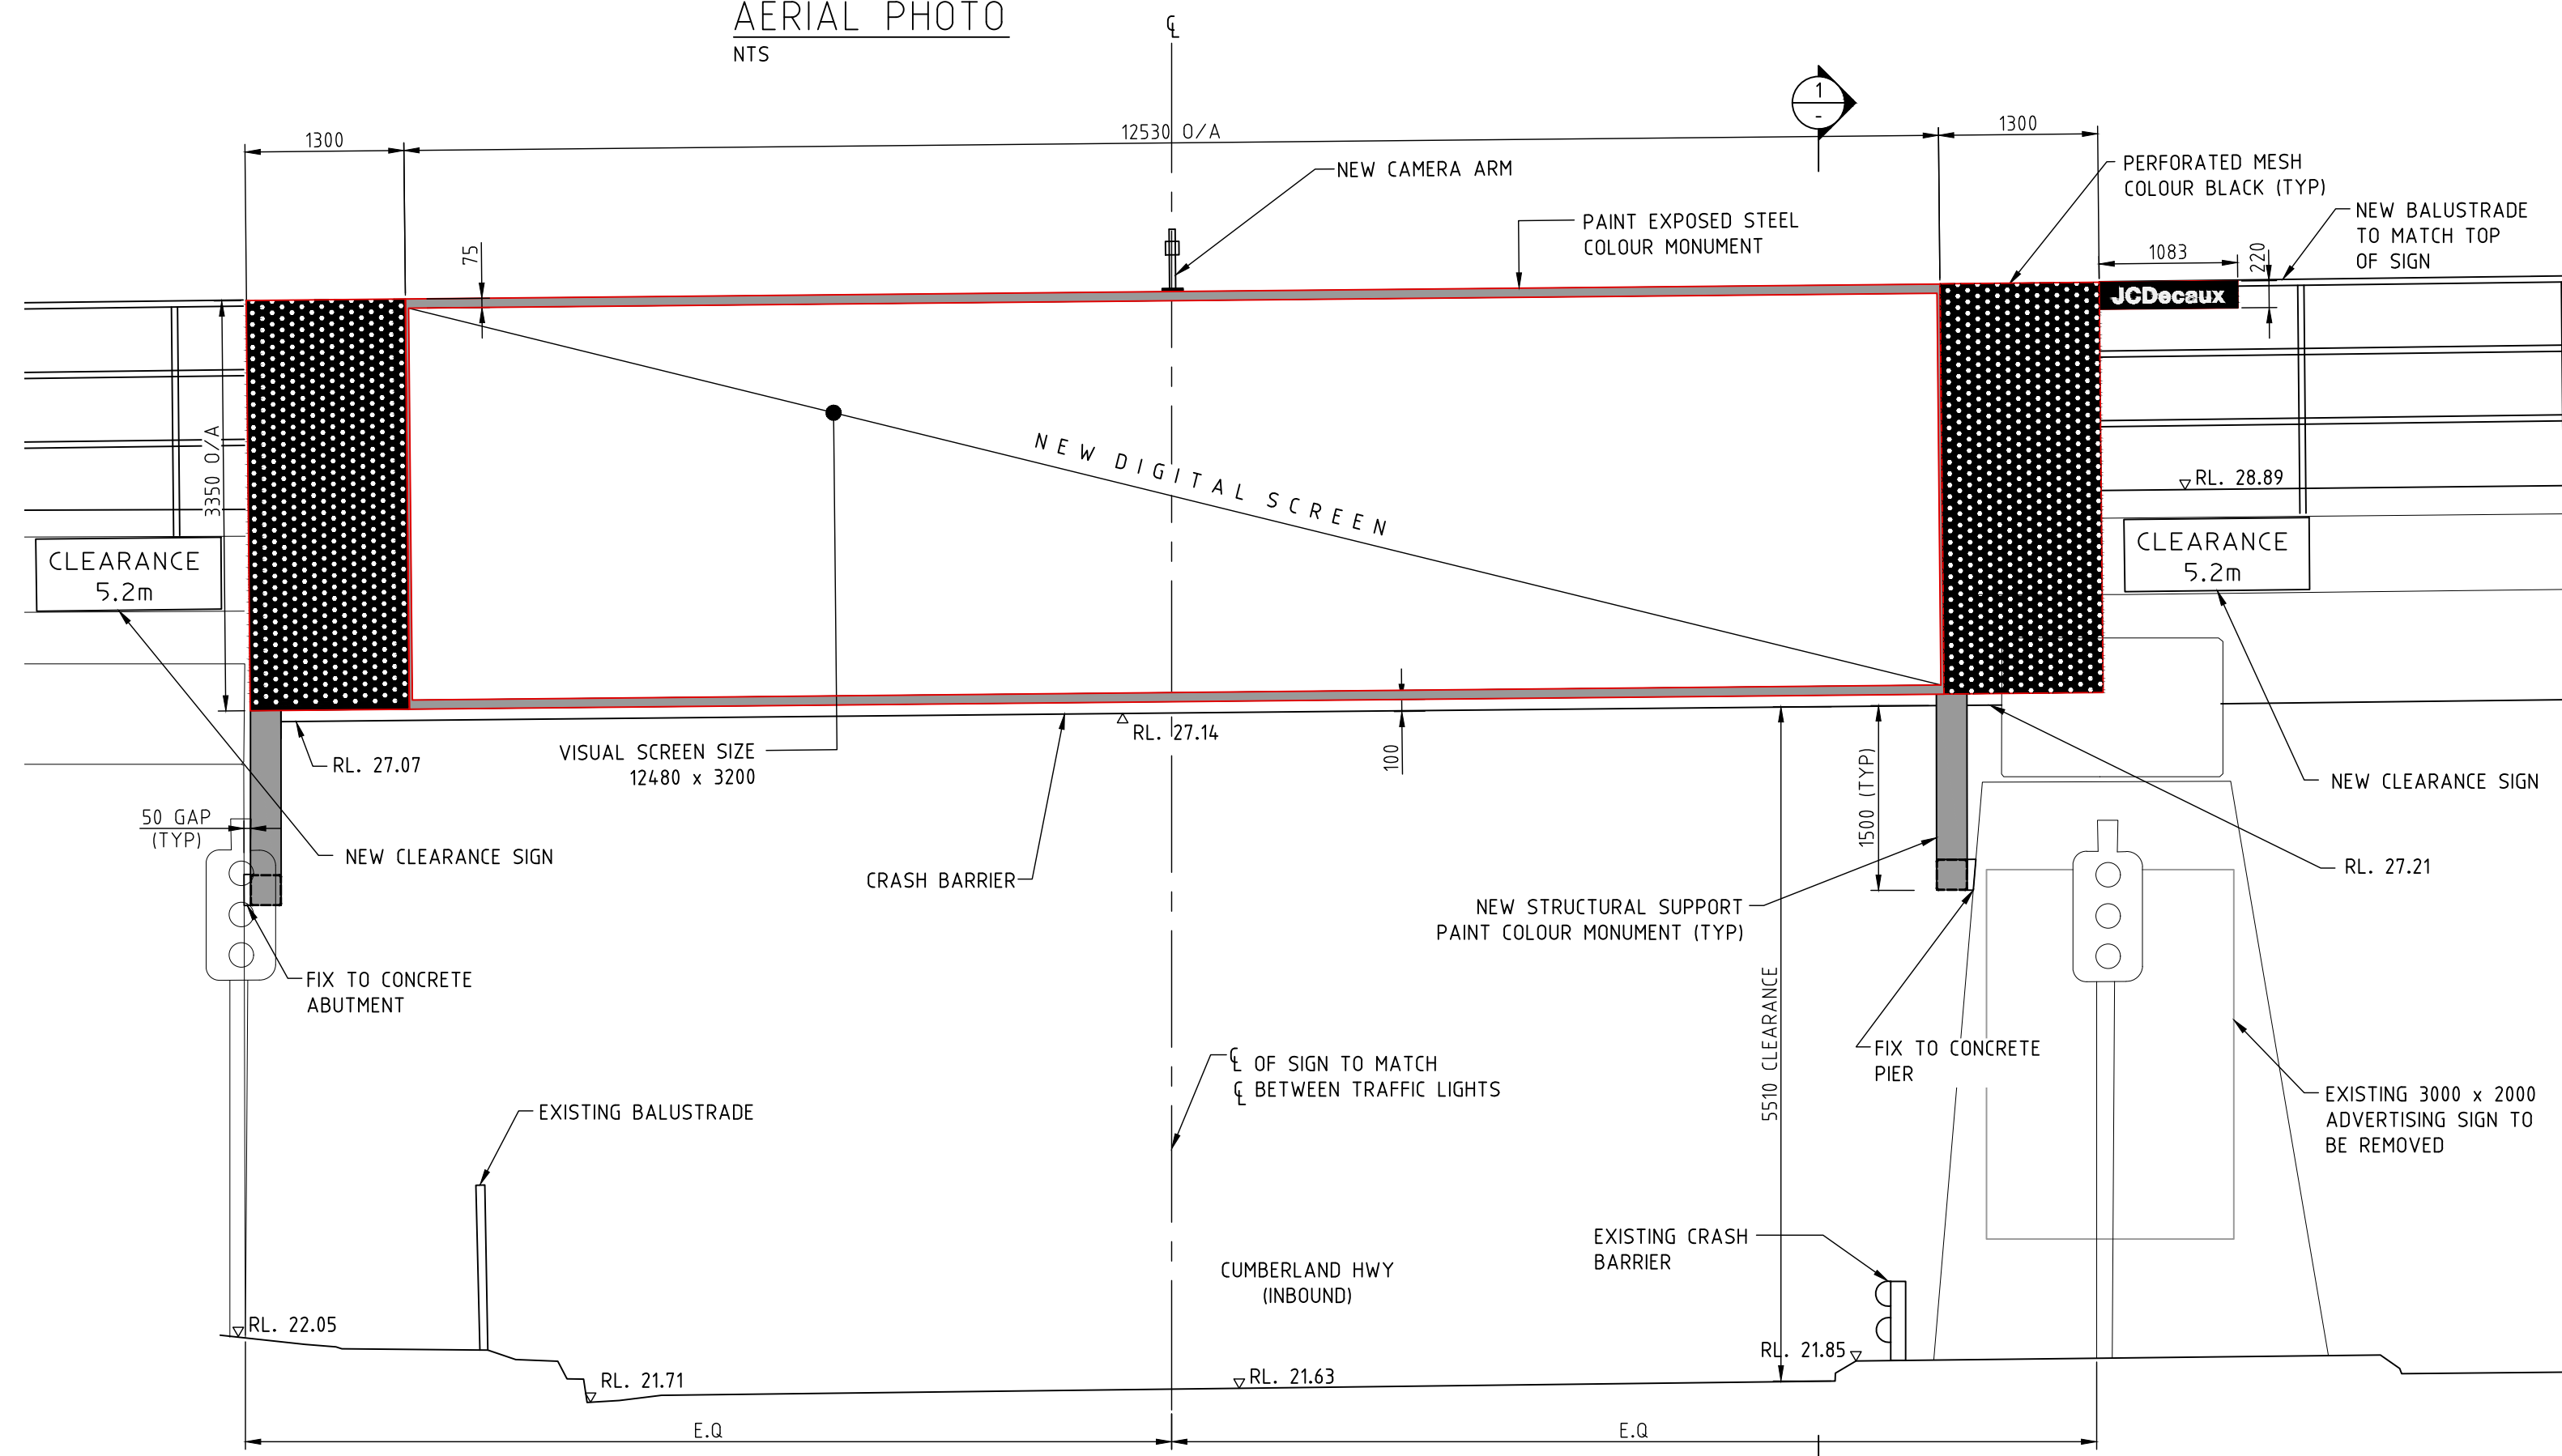 AERIAL PHOTO
NTS
℄
1
-
1300
12530 O/A
1300
NEW CAMERA ARM
PERFORATED MESH
COLOUR BLACK (TYP)
PAINT EXPOSED STEEL
COLOUR MONUMENT
NEW BALUSTRADE
TO MATCH TOP
OF SIGN
75
1083
220
JCDecaux
3350 O/A
NEW DIGITAL SCREEN
RL. 28.89
CLEARANCE
5.2m
CLEARANCE
5.2m
RL. 27.07
VISUAL SCREEN SIZE
12480 x 3200
RL. 27.14
100
1500 (TYP)
NEW CLEARANCE SIGN
50 GAP
(TYP)
NEW CLEARANCE SIGN
CRASH BARRIER
RL. 27.21
NEW STRUCTURAL SUPPORT
PAINT COLOUR MONUMENT (TYP)
FIX TO CONCRETE
ABUTMENT
5510 CLEARANCE
℄ OF SIGN TO MATCH
℄ BETWEEN TRAFFIC LIGHTS
FIX TO CONCRETE
PIER
EXISTING 3000 x 2000
ADVERTISING SIGN TO
BE REMOVED
EXISTING BALUSTRADE
EXISTING CRASH
BARRIER
CUMBERLAND HWY
(INBOUND)
RL. 22.05
RL. 21.85
RL. 21.71
RL. 21.63
E.Q
E.Q